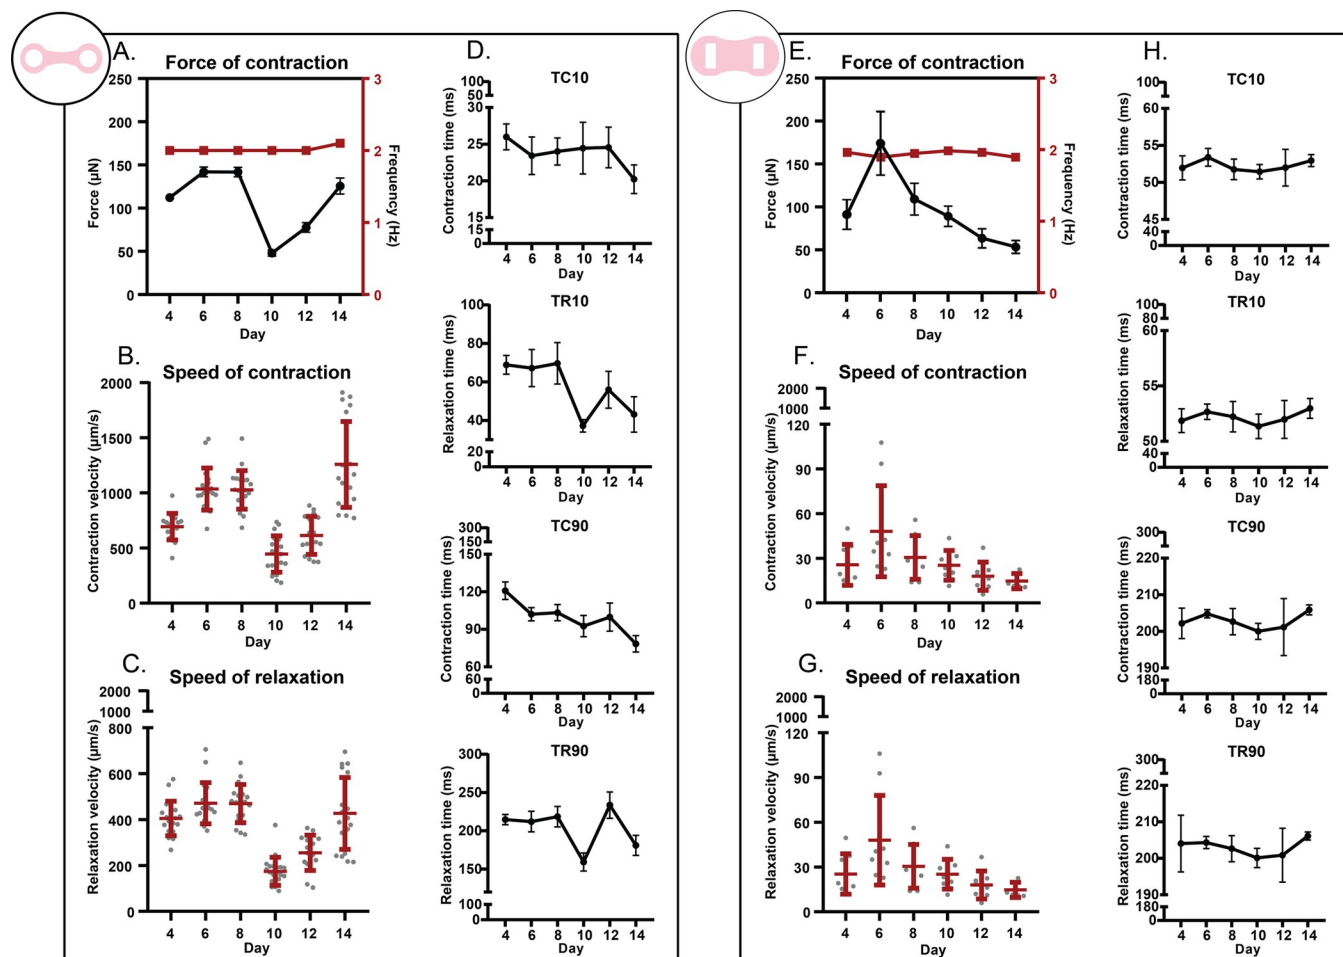 A.
Force of contraction
250
200
150
100
50
0
Force (µN)
3
2
1
0
Frequency (Hz)
4 6 8 10 12 14
Day
B.
Speed of contraction
2000
1500
1000
500
0
Contraction velocity (µm/s)
4 6 8 10 12 14
Day
C.
Speed of relaxation
2000
1000
800
600
400
200
0
Relaxation velocity (µm/s)
4 6 8 10 12 14
Day
D.
TC10
100
50
30
25
20
15
15
0
Contraction time (ms)
4 6 8 10 12 14
Day
TR10
100
80
60
40
20
0
Relaxation time (ms)
4 6 8 10 12 14
Day
TC90
300
150
150
120
90
60
60
0
Contraction time (ms)
4 6 8 10 12 14
Day
TR90
300
250
200
150
100
0
Relaxation time (ms)
4 6 8 10 12 14
Day
E.
Force of contraction
250
200
150
100
50
0
Force (µN)
3
2
1
0
Frequency (Hz)
4 6 8 10 12 14
Day
F.
Speed of contraction
2000
1000
120
90
60
30
0
Contraction velocity (µm/s)
4 6 8 10 12 14
Day
G.
Speed of relaxation
2000
1000
120
90
60
30
0
Relaxation velocity (µm/s)
4 6 8 10 12 14
Day
H.
TC10
100
60
55
50
45
40
0
Contraction time (ms)
4 6 8 10 12 14
Day
TR10
100
80
60
55
50
40
0
Relaxation time (ms)
4 6 8 10 12 14
Day
TC90
300
220
210
200
190
180
0
Contraction time (ms)
4 6 8 10 12 14
Day
TR90
300
220
210
200
190
180
0
Relaxation time (ms)
4 6 8 10 12 14
Day